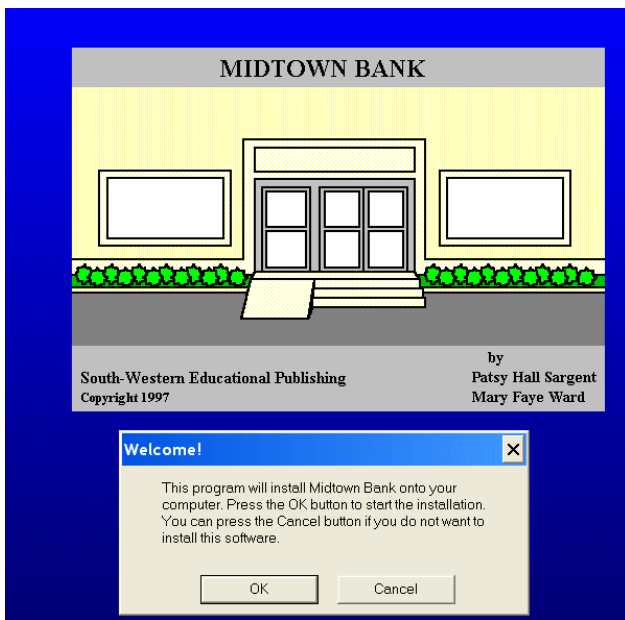 MIDTOWN BANK
by
South-Western Educational Publishing
Patsy Hall Sargent
Copyright 1997
Mary Faye Ward
Welcome!
This program will install Midtown Bank onto your
computer. Press the OK button to start the installation.
You can press the Cancel button if you do not want to
install this software.
OK
Cancel